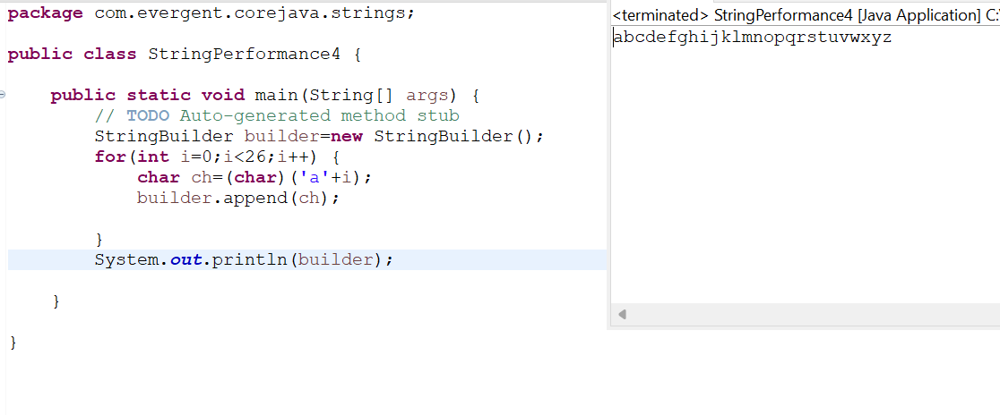 package com.evergent.corejava.strings;
public class StringPerformance4 {
public static void main(String[] args) {
// TODO Auto-generated method stub
StringBuilder builder=new StringBuilder();
for(int i=0;i<26;i++) {
char ch=(char)('a'+i);
builder.append(ch);
}
System.out.println(builder);
}
}
<terminated> StringPerformance4 [Java Application] C:
abcdefghijklmnopqrstuvwxyz